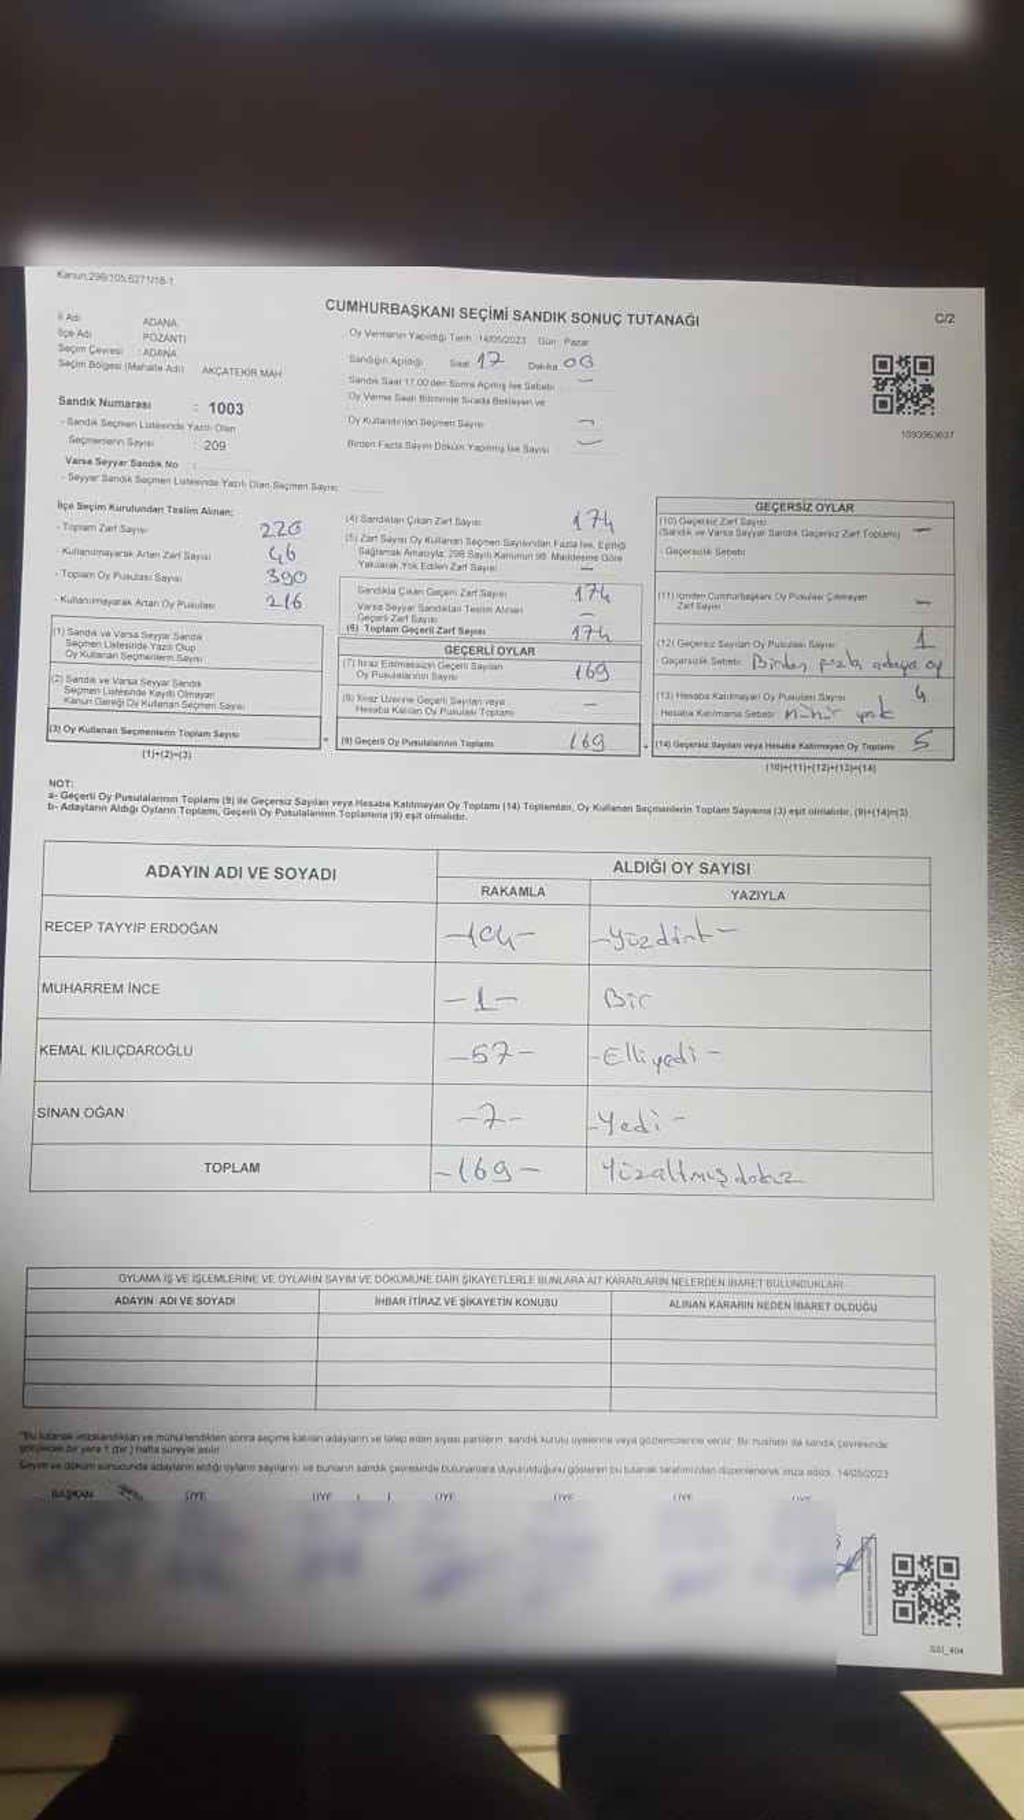 Kanun:298/105;6271/18-1
CUMHURBAŞKANI SEÇİMİ SANDIK SONUÇ TUTANAĞI
C/2
İl Adı : ADANA
İlçe Adı : POZANTI
Seçim Çevresi : ADANA
Seçim Bölgesi (Mahalle Adı) : AKÇATEKİR MAH
Sandık Numarası : 1003
- Sandık Seçmen Listesinde Yazılı Olan
Seçmenlerin Sayısı : 209
Varsa Seyyar Sandık No :
- Seyyar Sandık Seçmen Listesinde Yazılı Olan Seçmen Sayısı:
Oy Vermenin Yapıldığı Tarih: 14/05/2023 Gün: Pazar
Sandığın Açıldığı Saat 17 Dakika
Sandık Saat 17.00'den Sonra Açılmış İse Sebebi: —
Oy Verme Saati Bitiminde Sırada Bekleyen ve
Oy Kullandırılan Seçmen Sayısı: —
Birden Fazla Sayım Döküm Yapılmış İse Sayısı —
1093963637
İlçe Seçim Kurulundan Teslim Alınan:
- Toplam Zarf Sayısı: 220
- Kullanılmayarak Artan Zarf Sayısı: 46
- Toplam Oy Pusulası Sayısı: 390
- Kullanılmayarak Artan Oy Pusulası: 216
(1) Sandık ve Varsa Seyyar Sandık
Seçmen Listesinde Yazılı Olup
Oy Kullanan Seçmenlerin Sayısı
(2) Sandık ve Varsa Seyyar Sandık
Seçmen Listesinde Kayıtlı Olmayan
Kanun Gereği Oy Kullanan Seçmen Sayısı
(3) Oy Kullanan Seçmenlerin Toplam Sayısı
(1)+(2)=(3)
(4) Sandıktan Çıkan Zarf Sayısı: 174
(5) Zarf Sayısı Oy Kullanan Seçmen Sayısından Fazla İse, Eşitliği
Sağlamak Amacıyla, 298 Sayılı Kanunun 98. Maddesine Göre
Yakılarak Yok Edilen Zarf Sayısı: —
Sandıkta Çıkan Geçerli Zarf Sayısı: 174
Varsa Seyyar Sandıktan Teslim Alınan
Geçerli Zarf Sayısı: —
(6) Toplam Geçerli Zarf Sayısı: 174
GEÇERLİ OYLAR
(7) İtiraz Edilmeksizin Geçerli Sayılan
Oy Pusulalarının Sayısı: 169
(8) İtiraz Üzerine Geçerli Sayılan veya
Hesaba Katılan Oy Pusulası Toplamı: —
(9) Geçerli Oy Pusulalarının Toplamı: 169
GEÇERSİZ OYLAR
(10) Geçersiz Zarf Sayısı: —
(Sandık ve Varsa Seyyar Sandık Geçersiz Zarf Toplamı)
- Geçersizlik Sebebi:
(11) İçinden Cumhurbaşkanı Oy Pusulası Çıkmayan
Zarf Sayısı: —
(12) Geçersiz Sayılan Oy Pusulası Sayısı: 1
Geçersizlik Sebebi: Birden fazla adaya oy
(13) Hesaba Katılmayan Oy Pusulası Sayısı: 4
Hesaba Katılmama Sebebi: Mühür yok
(14) Geçersiz Sayılan veya Hesaba Katılmayan Oy Toplamı: 5
(10)+(11)+(12)+(13)=(14)
NOT:
a- Geçerli Oy Pusulalarının Toplamı (9) ile Geçersiz Sayılan veya Hesaba Katılmayan Oy Toplamı (14) Toplamları, Oy Kullanan Seçmenlerin Toplam Sayısına (3) eşit olmalıdır, (9)+(14)=(3)
b- Adayların Aldığı Oyların Toplamı, Geçerli Oy Pusulalarının Toplamına (9) eşit olmalıdır.
ADAYIN ADI VE SOYADI ALDIĞI OY SAYISI
RAKAMLA YAZIYLA
RECEP TAYYİP ERDOĞAN -104- -Yüzdört-
MUHARREM İNCE -1- Bir
KEMAL KILIÇDAROĞLU -57- -Elliyedi-
SİNAN OĞAN -7- -Yedi-
TOPLAM -169- Yüzaltmışdokuz
OYLAMA İŞ VE İŞLEMLERİNE VE OYLARIN SAYIM VE DÖKÜMÜNE DAİR ŞİKAYETLERLE BUNLARA AİT KARARLARIN NELERDEN İBARET BULUNDUKLARI
ADAYIN ADI VE SOYADI İHBAR İTİRAZ VE ŞİKAYETİN KONUSU ALINAN KARARIN NEDEN İBARET OLDUĞU
"Bu tutanak imzalandıktan ve mühürlendikten sonra seçime katılan adayların ve talep eden siyasi partilerin sandık kurulu üyelerine veya gözlemcilerine verilir. Bir nüshası da sandık çevresinde
görülecek bir yere 1 (bir) hafta süreyle asılır.
Seçim ve döküm sonucunda adayların aldığı oyların sayılarını ve bunların sandık çevresinde bulunanlara duyurulduğunu gösteren bu tutanak tarafımızdan düzenlenerek imza edildi. 14/05/2023
BAŞKAN ÜYE ÜYE ÜYE ÜYE ÜYE ÜYE